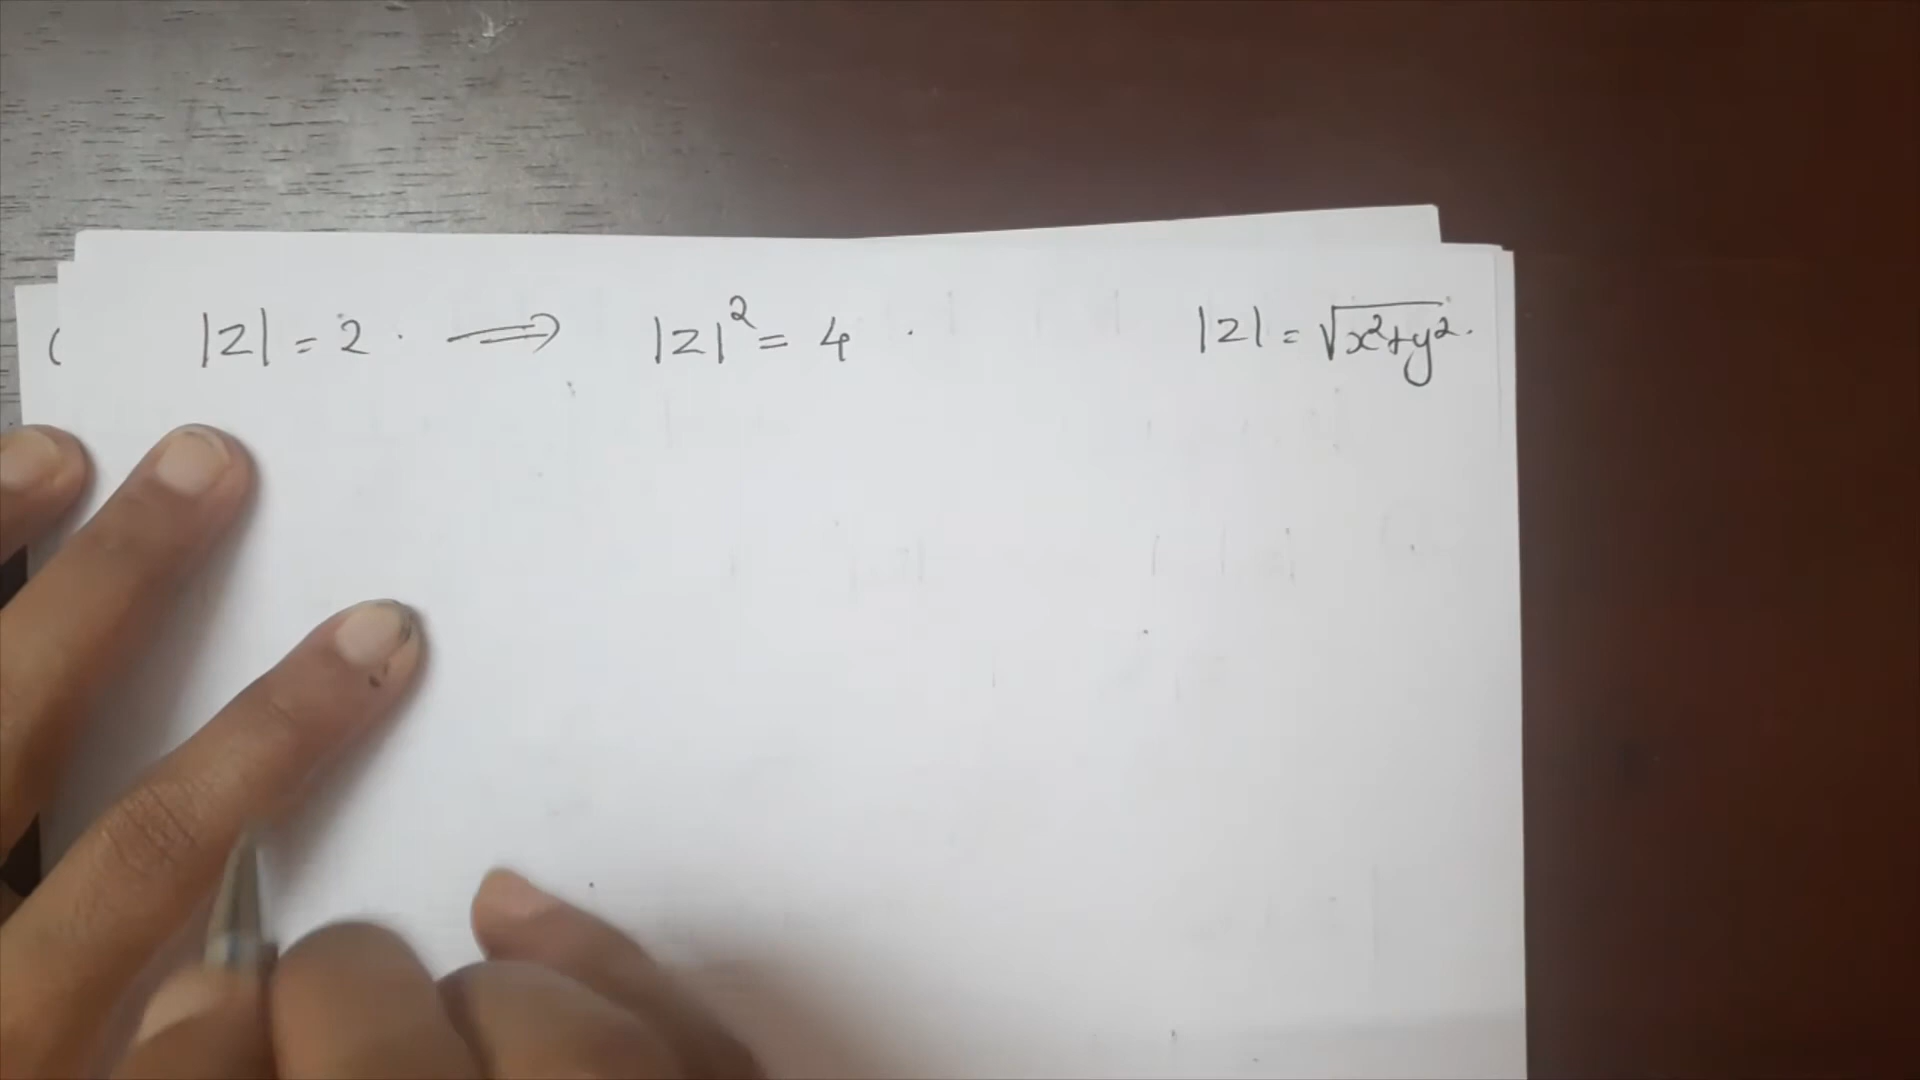 ( |z| = 2 . ⟹ |z|² = 4 . |z| = √x²+y² .